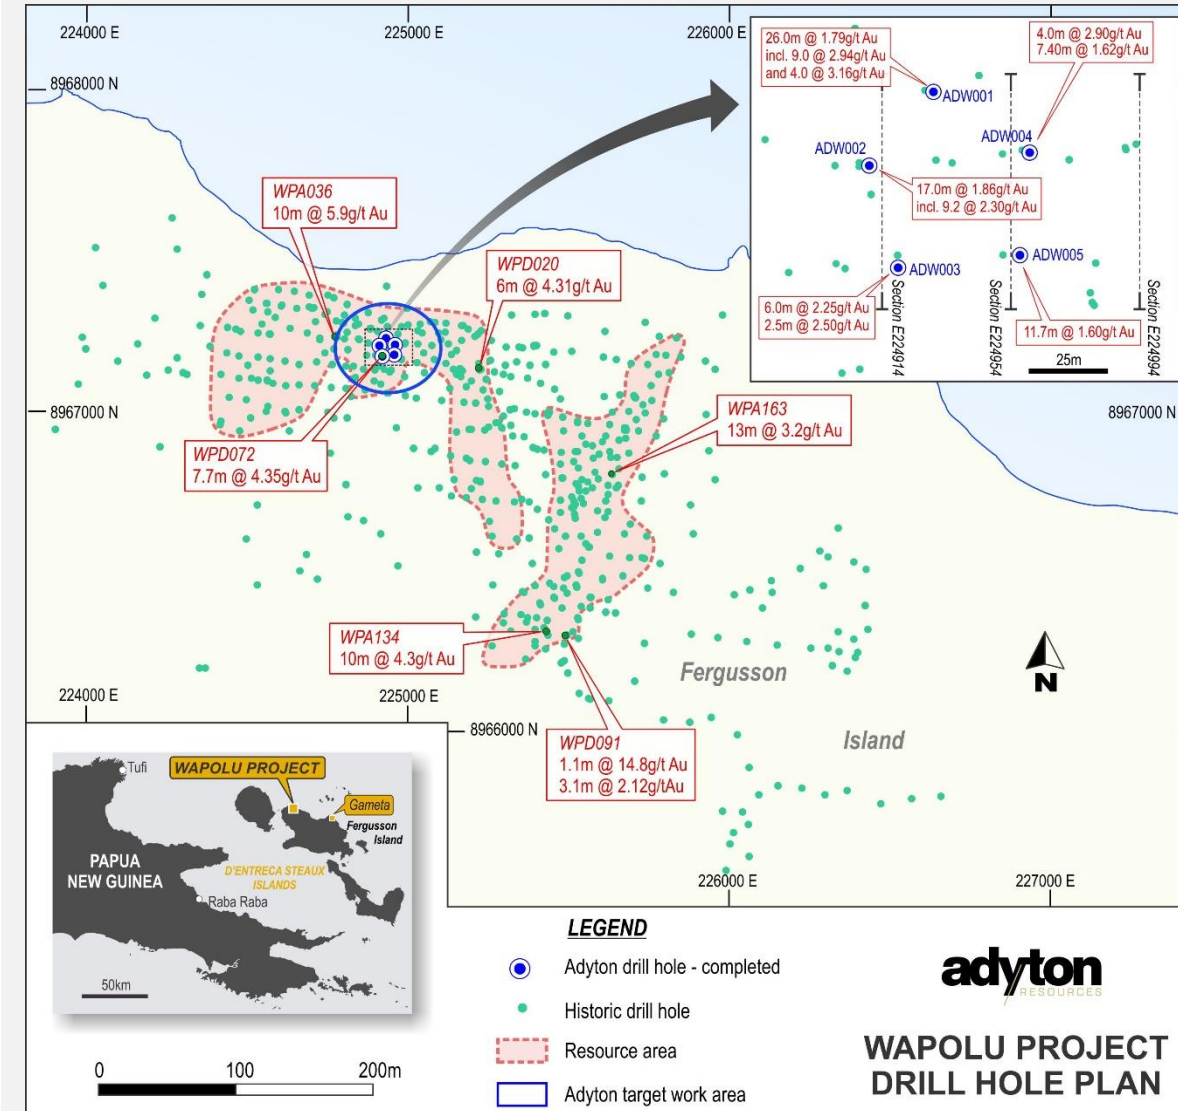 224000 E
225000 E
226000 E
8968000 N
26.0m @ 1.79g/t Au
incl. 9.0 @ 2.94g/t Au
and 4.0 @ 3.16g/t Au
4.0m @ 2.90g/t Au
7.40m @ 1.62g/t Au
ADW001
ADW004
ADW002
17.0m @ 1.86g/t Au
incl. 9.2 @ 2.30g/t Au
ADW003
ADW005
6.0m @ 2.25g/t Au
2.5m @ 2.50g/t Au
11.7m @ 1.60g/t Au
Section E224914
Section E224954
Section E224994
25m
WPA036
10m @ 5.9g/t Au
WPD020
6m @ 4.31g/t Au
8967000 N
8967000 N
WPA163
13m @ 3.2g/t Au
WPD072
7.7m @ 4.35g/t Au
WPA134
10m @ 4.3g/t Au
Fergusson
Island
N
224000 E
225000 E
8966000 N
WPD091
1.1m @ 14.8g/t Au
3.1m @ 2.12g/tAu
226000 E
227000 E
Tufi
WAPOLU PROJECT
Gameta
Fergusson
Island
PAPUA
NEW GUINEA
D'ENTRECA STEAUX
ISLANDS
Raba Raba
50km
LEGEND
Adyton drill hole - completed
Historic drill hole
Resource area
Adyton target work area
0
100
200m
adyton
RESOURCES
WAPOLU PROJECT
DRILL HOLE PLAN